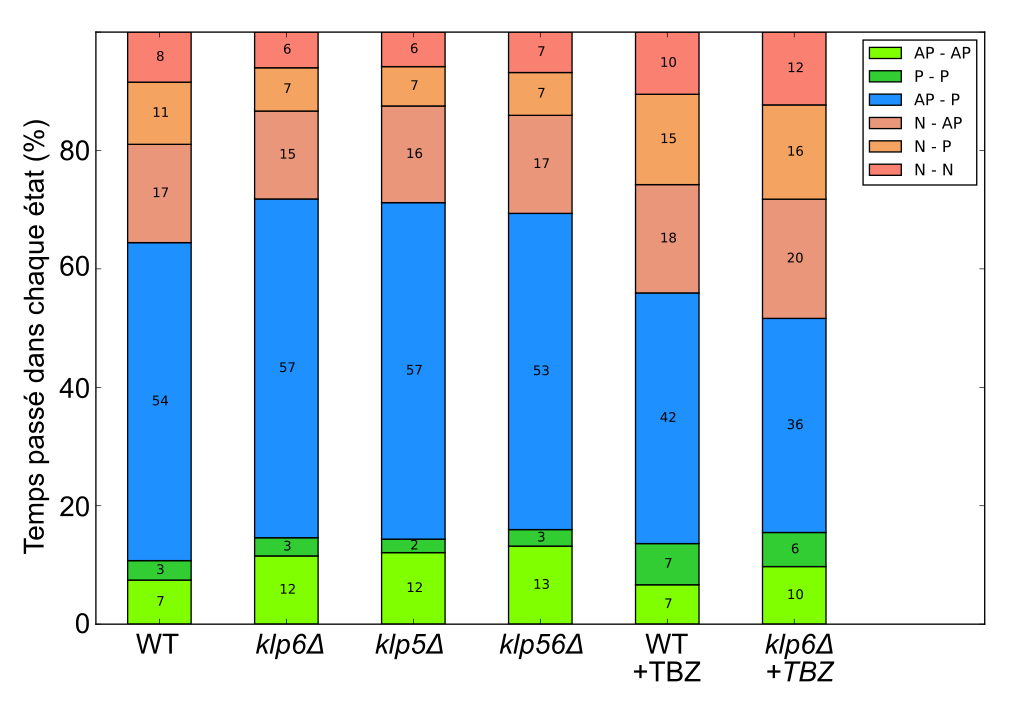 Temps passé dans chaque état (%)
80
60
40
20
0
8
11
17
54
3
7
6
7
15
57
3
12
6
7
16
57
2
12
7
7
17
53
3
13
10
15
18
42
7
7
12
16
20
36
6
10
AP - AP
P - P
AP - P
N - AP
N - P
N - N
WT
klp6Δ
klp5Δ
klp56Δ
WT
+TBZ
klp6Δ
+TBZ